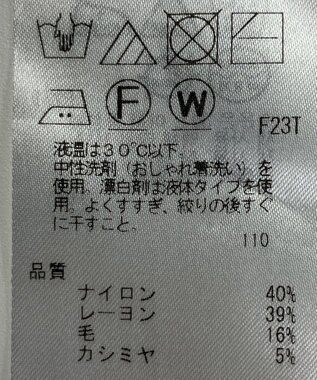 F W
F23T
液温は30℃以下
中性洗剤（おしゃれ着洗い）を
使用。漂白剤は液体タイプを使
用。よくすすぎ、絞りの後すぐ
に干すこと。
110
品質
ナイロン 40%
レーヨン 39%
毛 16%
カシミヤ 5%